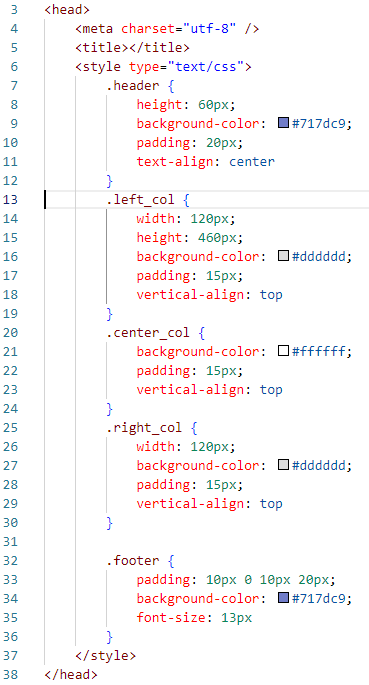 3 <head>
4 <meta charset="utf-8" />
5 <title></title>
6 <style type="text/css">
7 .header {
8 height: 60px;
9 background-color: #717dc9;
10 padding: 20px;
11 text-align: center
12 }
13 .left_col {
14 width: 120px;
15 height: 460px;
16 background-color: #dddddd;
17 padding: 15px;
18 vertical-align: top
19 }
20 .center_col {
21 background-color: #ffffff;
22 padding: 15px;
23 vertical-align: top
24 }
25 .right_col {
26 width: 120px;
27 background-color: #dddddd;
28 padding: 15px;
29 vertical-align: top
30 }
31
32 .footer {
33 padding: 10px 0 10px 20px;
34 background-color: #717dc9;
35 font-size: 13px
36 }
37 </style>
38 </head>